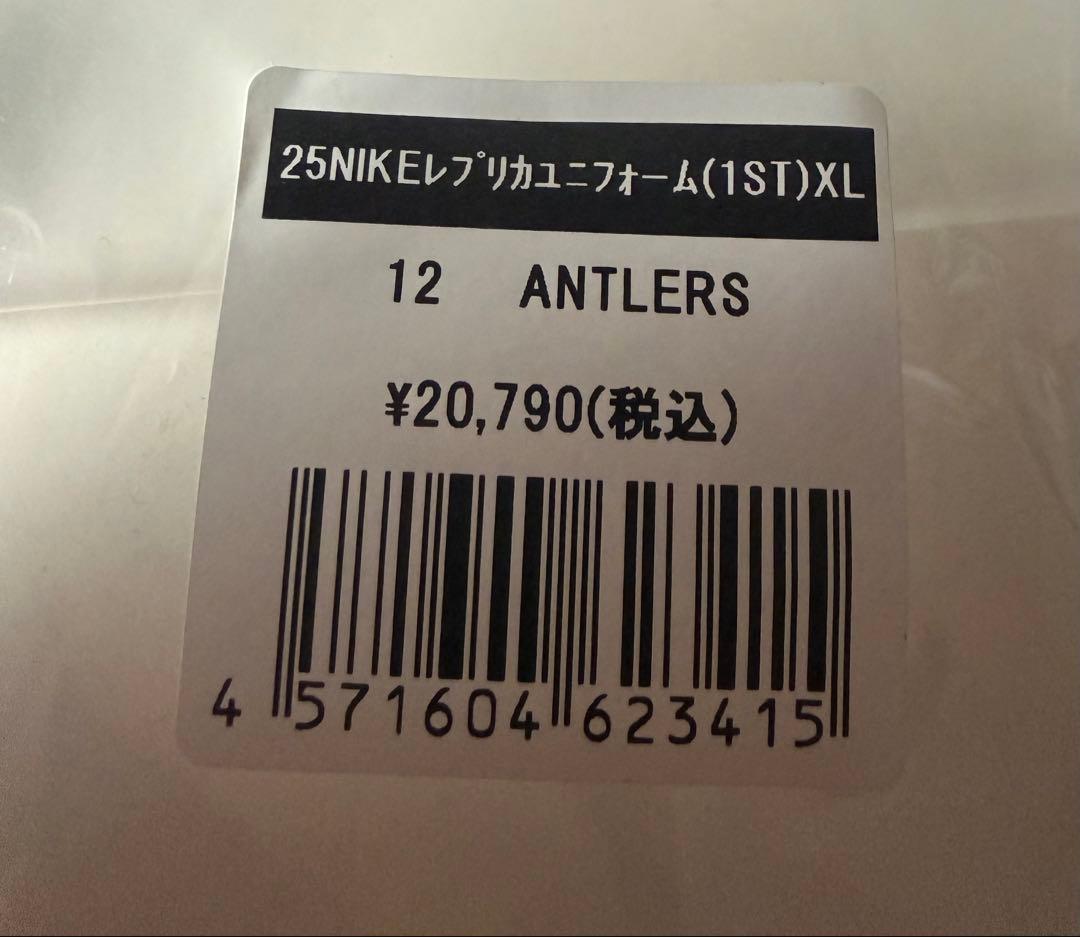 25NIKEﾚﾌﾟﾘｶﾕﾆﾌｫｰﾑ(1ST)XL
12 ANTLERS
¥20,790(税込)
4 571604 623415